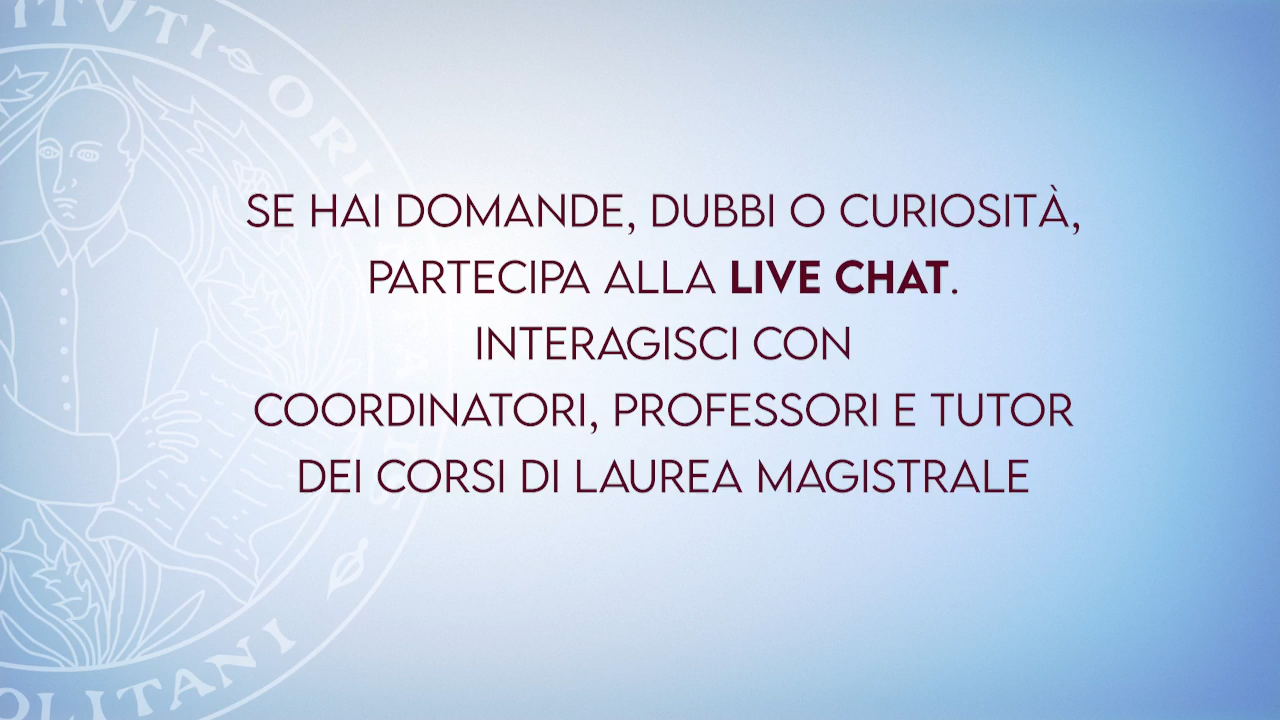 SE HAI DOMANDE, DUBBI O CURIOSITÀ,
PARTECIPA ALLA LIVE CHAT.
INTERAGISCI CON
COORDINATORI, PROFESSORI E TUTOR
DEI CORSI DI LAUREA MAGISTRALE